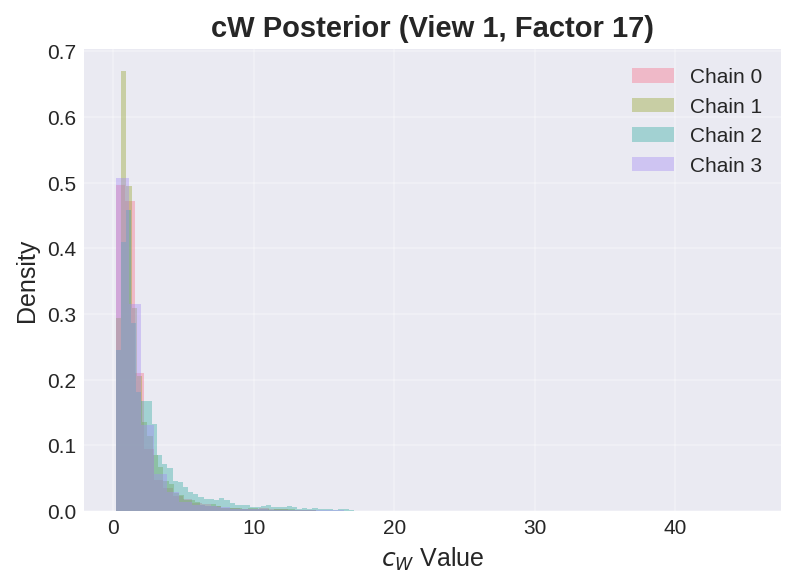 cW Posterior (View 1, Factor 17)
Chain 0
Chain 1
Chain 2
Chain 3
Density
0.7
0.6
0.5
0.4
0.3
0.2
0.1
0.0
0 10 20 30 40
c_W Value